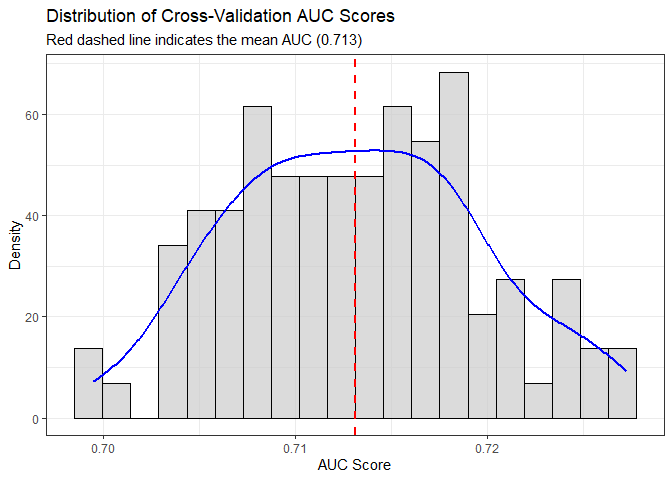 Distribution of Cross-Validation AUC Scores
Red dashed line indicates the mean AUC (0.713)
60
40
20
0
Density
0.70 0.71 0.72
AUC Score